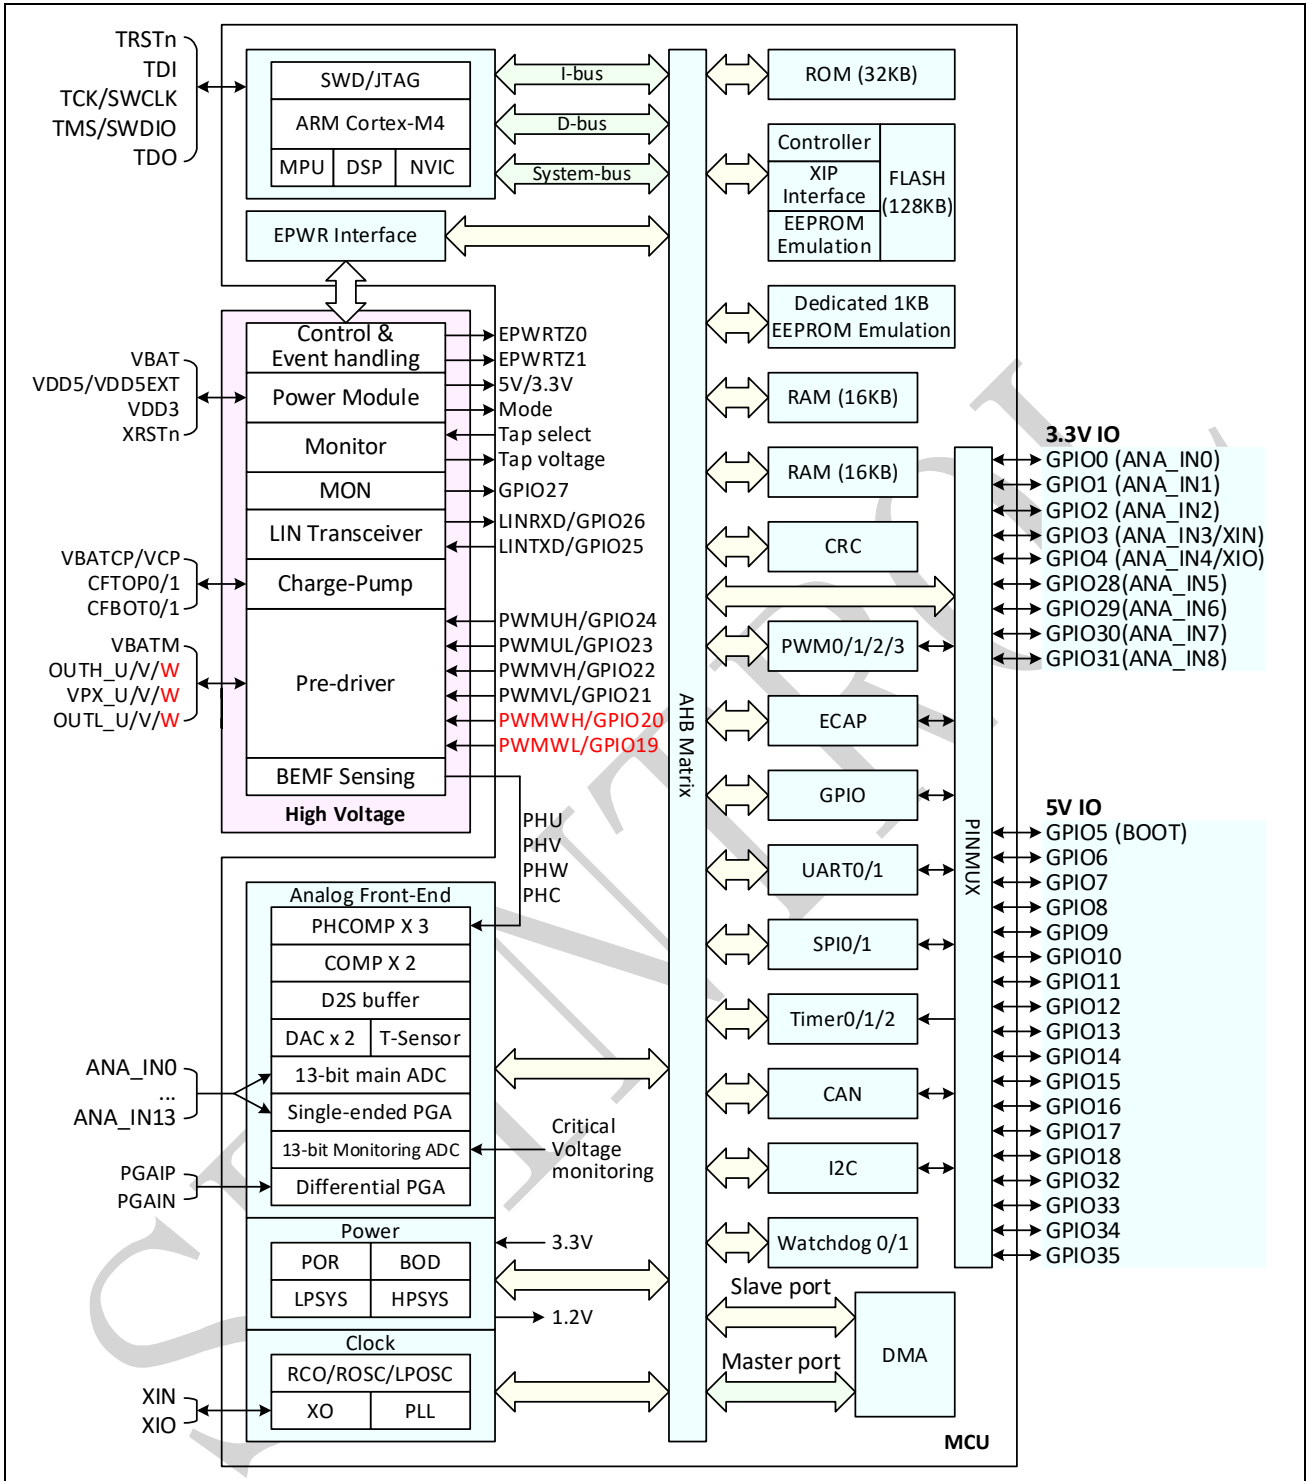 TRSTn
TDI
TCK/SWCLK
TMS/SWDIO
TDO
SWD/JTAG
ARM Cortex-M4
MPU
DSP
NVIC
I-bus
D-bus
System-bus
EPWR Interface
Control &
Event handling
Power Module
Monitor
MON
LIN Transceiver
Charge-Pump
Pre-driver
BEMF Sensing
High Voltage
VBAT
VDD5/VDD5EXT
VDD3
XRSTn
VBATCP/VCP
CFTOP0/1
CFBOT0/1
VBATM
OUTH_U/V/W
VPX_U/V/W
OUTL_U/V/W
EPWRTZ0
EPWRTZ1
5V/3.3V
Mode
Tap select
Tap voltage
GPIO27
LINRXD/GPIO26
LINTXD/GPIO25
PWMUH/GPIO24
PWMUL/GPIO23
PWMVH/GPIO22
PWMVL/GPIO21
PWMWH/GPIO20
PWMWL/GPIO19
PHU
PHV
PHW
PHC
Analog Front-End
PHCOMP X 3
COMP X 2
D2S buffer
DAC x 2
T-Sensor
13-bit main ADC
Single-ended PGA
13-bit Monitoring ADC
Differential PGA
ANA_IN0
...
ANA_IN13
PGAIP
PGAIN
Critical
Voltage
monitoring
Power
POR
BOD
LPSYS
HPSYS
3.3V
1.2V
Clock
RCO/ROSC/LPOSC
XO
PLL
XIN
XIO
AHB Matrix
ROM (32KB)
Controller
XIP
Interface
EEPROM
Emulation
FLASH
(128KB)
Dedicated 1KB
EEPROM Emulation
RAM (16KB)
RAM (16KB)
CRC
PWM0/1/2/3
ECAP
GPIO
UART0/1
SPI0/1
Timer0/1/2
CAN
I2C
Watchdog 0/1
Slave port
Master port
DMA
MCU
PINMUX
3.3V IO
GPIO0 (ANA_IN0)
GPIO1 (ANA_IN1)
GPIO2 (ANA_IN2)
GPIO3 (ANA_IN3/XIN)
GPIO4 (ANA_IN4/XIO)
GPIO28(ANA_IN5)
GPIO29(ANA_IN6)
GPIO30(ANA_IN7)
GPIO31(ANA_IN8)
5V IO
GPIO5 (BOOT)
GPIO6
GPIO7
GPIO8
GPIO9
GPIO10
GPIO11
GPIO12
GPIO13
GPIO14
GPIO15
GPIO16
GPIO17
GPIO18
GPIO32
GPIO33
GPIO34
GPIO35